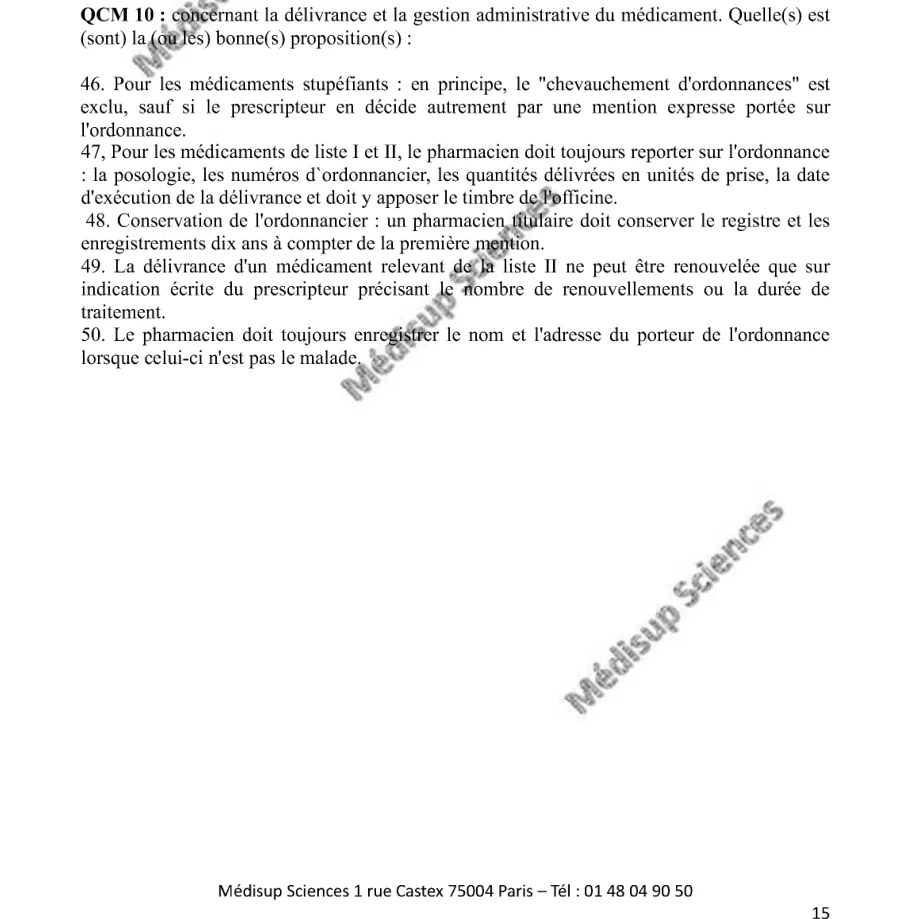 Médisup
QCM 10 : concernant la délivrance et la gestion administrative du médicament. Quelle(s) est
(sont) la (ou les) bonne(s) proposition(s) :
46. Pour les médicaments stupéfiants : en principe, le "chevauchement d'ordonnances" est
exclu, sauf si le prescripteur en décide autrement par une mention expresse portée sur
l'ordonnance.
47, Pour les médicaments de liste I et II, le pharmacien doit toujours reporter sur l'ordonnance
: la posologie, les numéros d`ordonnancier, les quantités délivrées en unités de prise, la date
d'exécution de la délivrance et doit y apposer le timbre de l'officine.
48. Conservation de l'ordonnancier : un pharmacien titulaire doit conserver le registre et les
enregistrements dix ans à compter de la première mention.
49. La délivrance d'un médicament relevant de la liste II ne peut être renouvelée que sur
indication écrite du prescripteur précisant le nombre de renouvellements ou la durée de
traitement.
50. Le pharmacien doit toujours enregistrer le nom et l'adresse du porteur de l'ordonnance
lorsque celui-ci n'est pas le malade.
Médisup Sciences
Médisup Sciences
Médisup Sciences 1 rue Castex 75004 Paris – Tél : 01 48 04 90 50
15